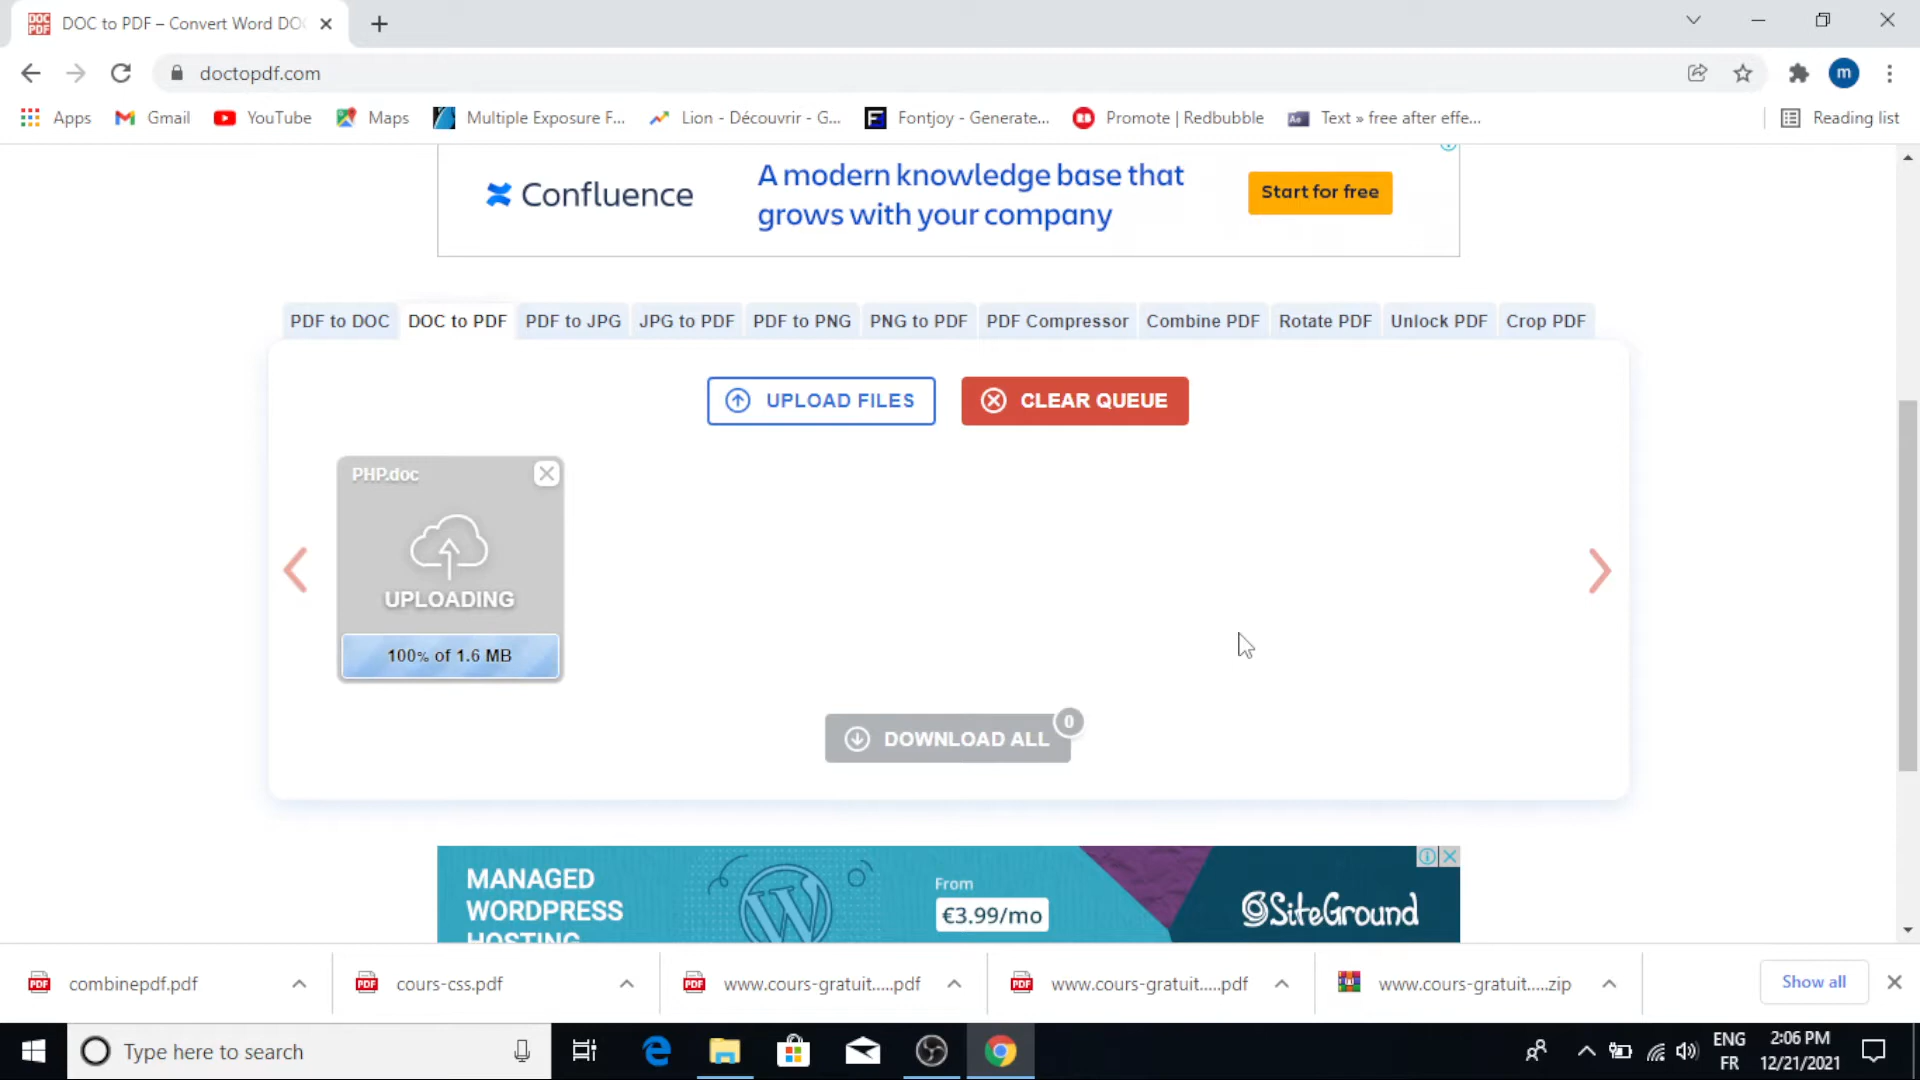 DOC to PDF – Convert Word DO
doctopdf.com
m
Apps
Gmail
YouTube
Maps
Multiple Exposure F...
Lion - Découvrir - G...
Fontjoy - Generate...
Promote | Redbubble
Text » free after effe...
Reading list
Confluence
A modern knowledge base that
grows with your company
Start for free
PDF to DOC
DOC to PDF
PDF to JPG
JPG to PDF
PDF to PNG
PNG to PDF
PDF Compressor
Combine PDF
Rotate PDF
Unlock PDF
Crop PDF
UPLOAD FILES
CLEAR QUEUE
PHP.doc
UPLOADING
100% of 1.6 MB
DOWNLOAD ALL
0
MANAGED
WORDPRESS
HOSTING
From
€3.99/mo
SiteGround
combinepdf.pdf
cours-css.pdf
www.cours-gratuit.....pdf
www.cours-gratuit.....pdf
www.cours-gratuit.....zip
Show all
Type here to search
ENG
FR
2:06 PM
12/21/2021